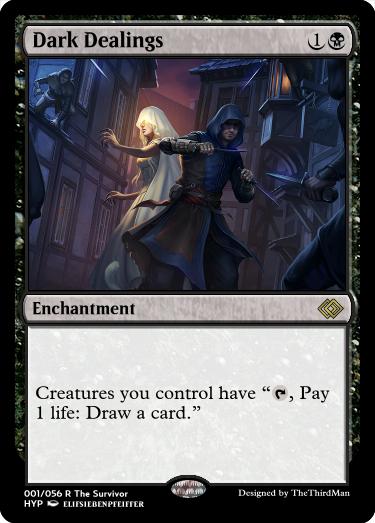 Dark Dealings 1
Enchantment
Creatures you control have “, Pay
1 life: Draw a card.”
001/056 R The Survivor
HYP ELIFSIEBENPFEIFFER
Designed by TheThirdMan